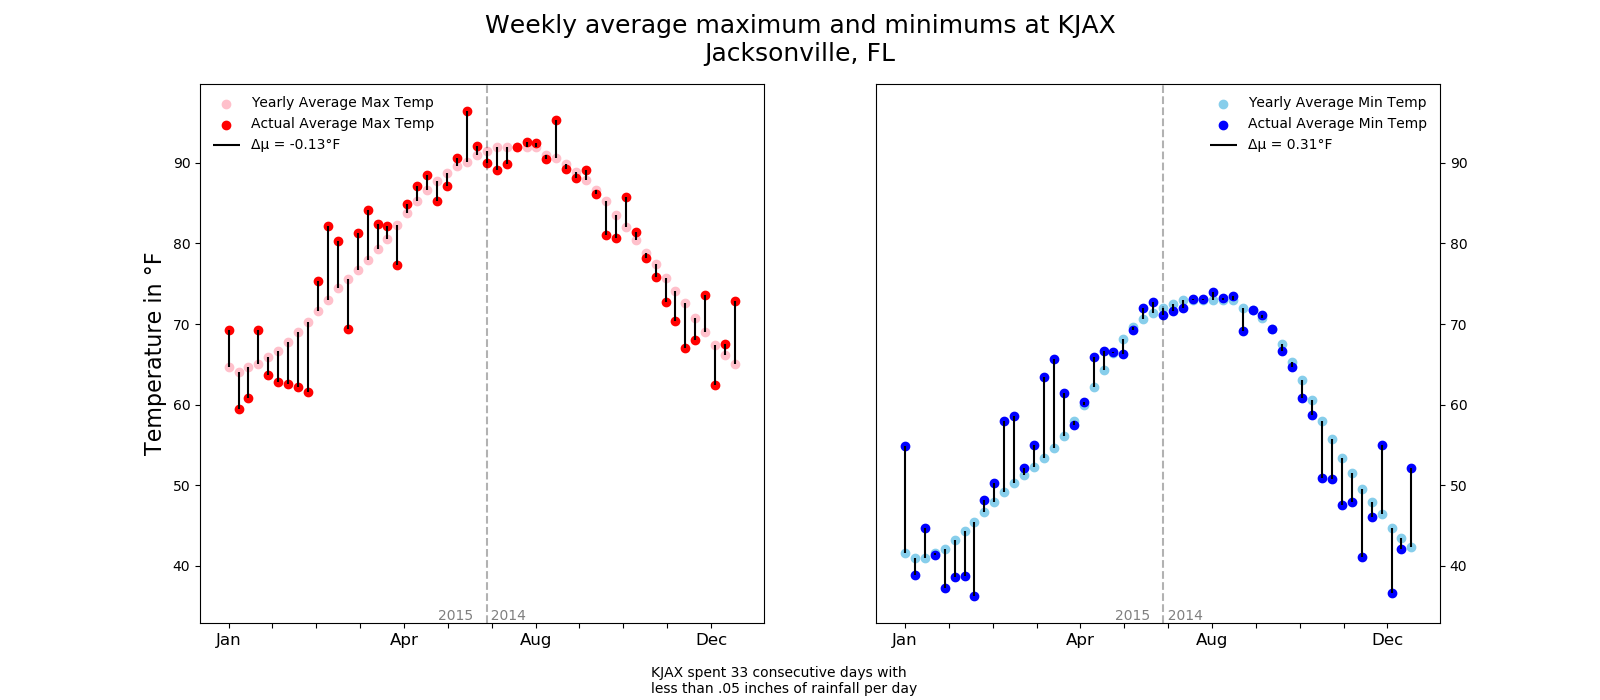 Weekly average maximum and minimums at KJAX
Jacksonville, FL
Yearly Average Max Temp
Actual Average Max Temp
Δμ = -0.13°F
Temperature in °F
90
80
70
60
50
40
2015 2014
Jan Apr Aug Dec
Yearly Average Min Temp
Actual Average Min Temp
Δμ = 0.31°F
90
80
70
60
50
40
2015 2014
Jan Apr Aug Dec
KJAX spent 33 consecutive days with
less than .05 inches of rainfall per day